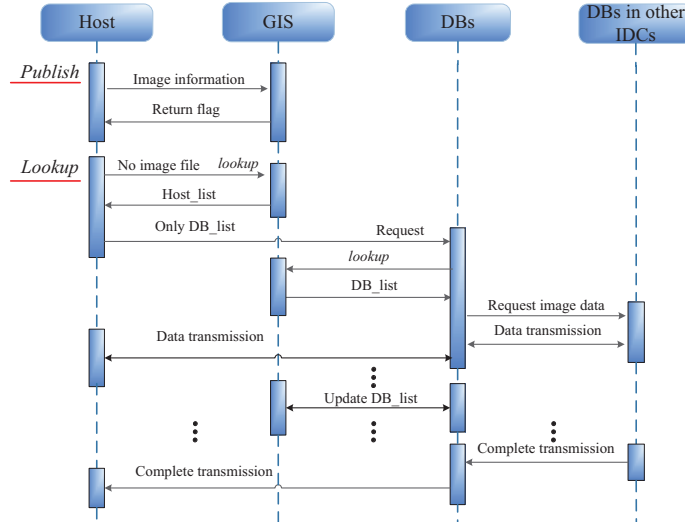 Host
GIS
DBs
DBs in other
IDCs
Publish
Image information
Return flag
Lookup
No image file
lookup
Host_list
Only DB_list
Request
lookup
DB_list
Request image data
Data transmission
Data transmission
Update DB_list
Complete transmission
Complete transmission